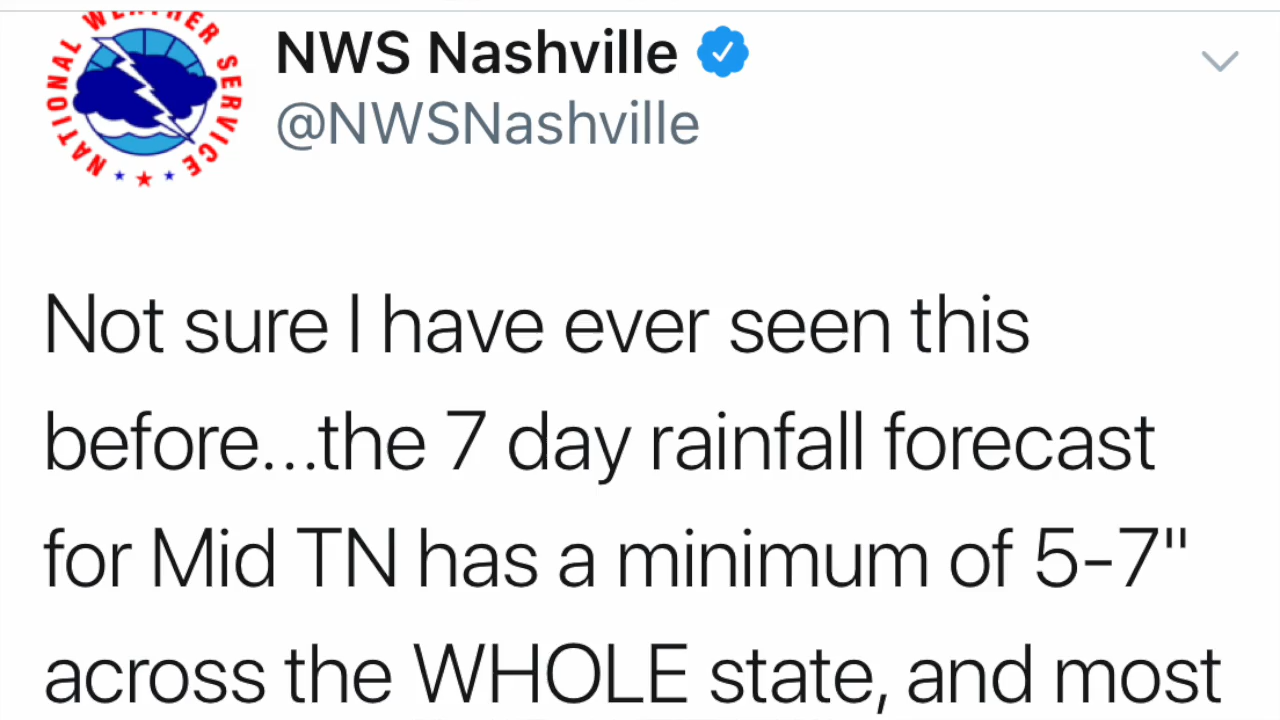 NATIONAL WEATHER SERVICE
NWS Nashville
@NWSNashville
Not sure I have ever seen this
before...the 7 day rainfall forecast
for Mid TN has a minimum of 5-7"
across the WHOLE state, and most